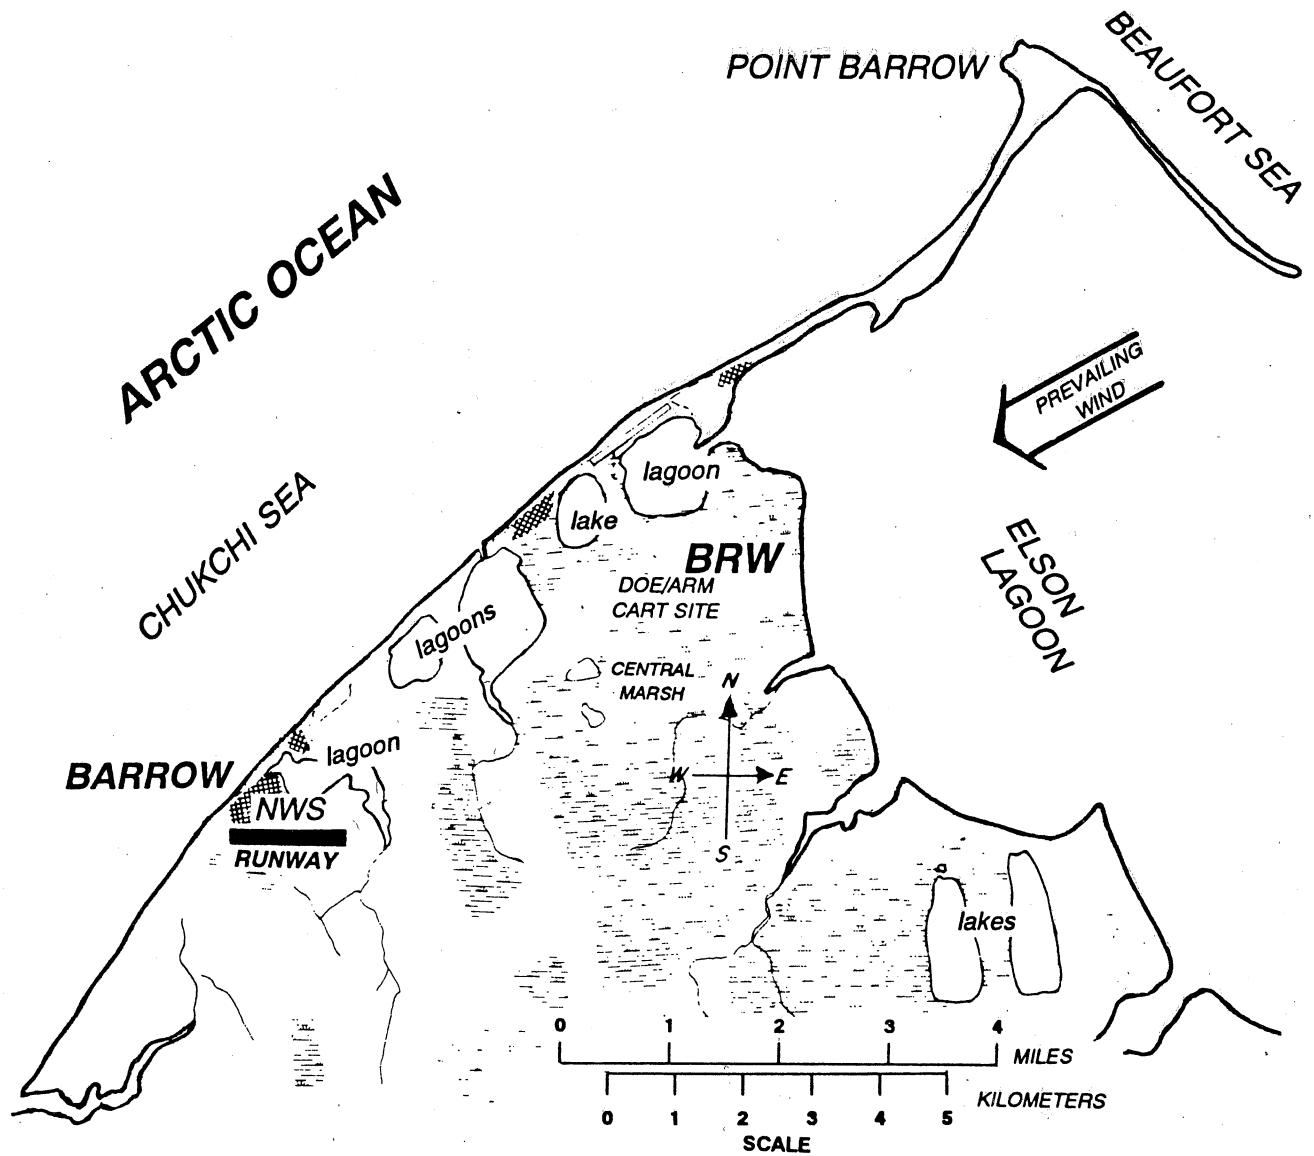 POINT BARROW
BEAUFORT SEA
ARCTIC OCEAN
PREVAILING
WIND
CHUKCHI SEA
lagoon
lake
BRW
DOE/ARM
CART SITE
ELSON
LAGOON
lagoons
CENTRAL
MARSH
N
BARROW
lagoon
W
E
NWS
S
RUNWAY
lakes
0 1 2 3 4
MILES
KILOMETERS
0 1 2 3 4 5
SCALE